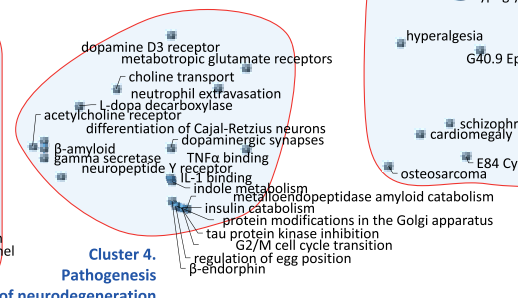 dopamine D3 receptor
metabotropic glutamate receptors
choline transport
neutrophil extravasation
L-dopa decarboxylase
acetylcholine receptor
differentiation of Cajal-Retzius neurons
dopaminergic synapses
β-amyloid
TNFα binding
gamma secretase
neuropeptide Y receptor
IL-1 binding
indole metabolism
metalloendopeptidase amyloid catabolism
insulin catabolism
protein modifications in the Golgi apparatus
tau protein kinase inhibition
G2/M cell cycle transition
regulation of egg position
β-endorphin
Cluster 4.
Pathogenesis
of neurodegeneration
hyperalgesia
G40.9 Ep
schizophr
cardiomegaly
E84 Cy
osteosarcoma